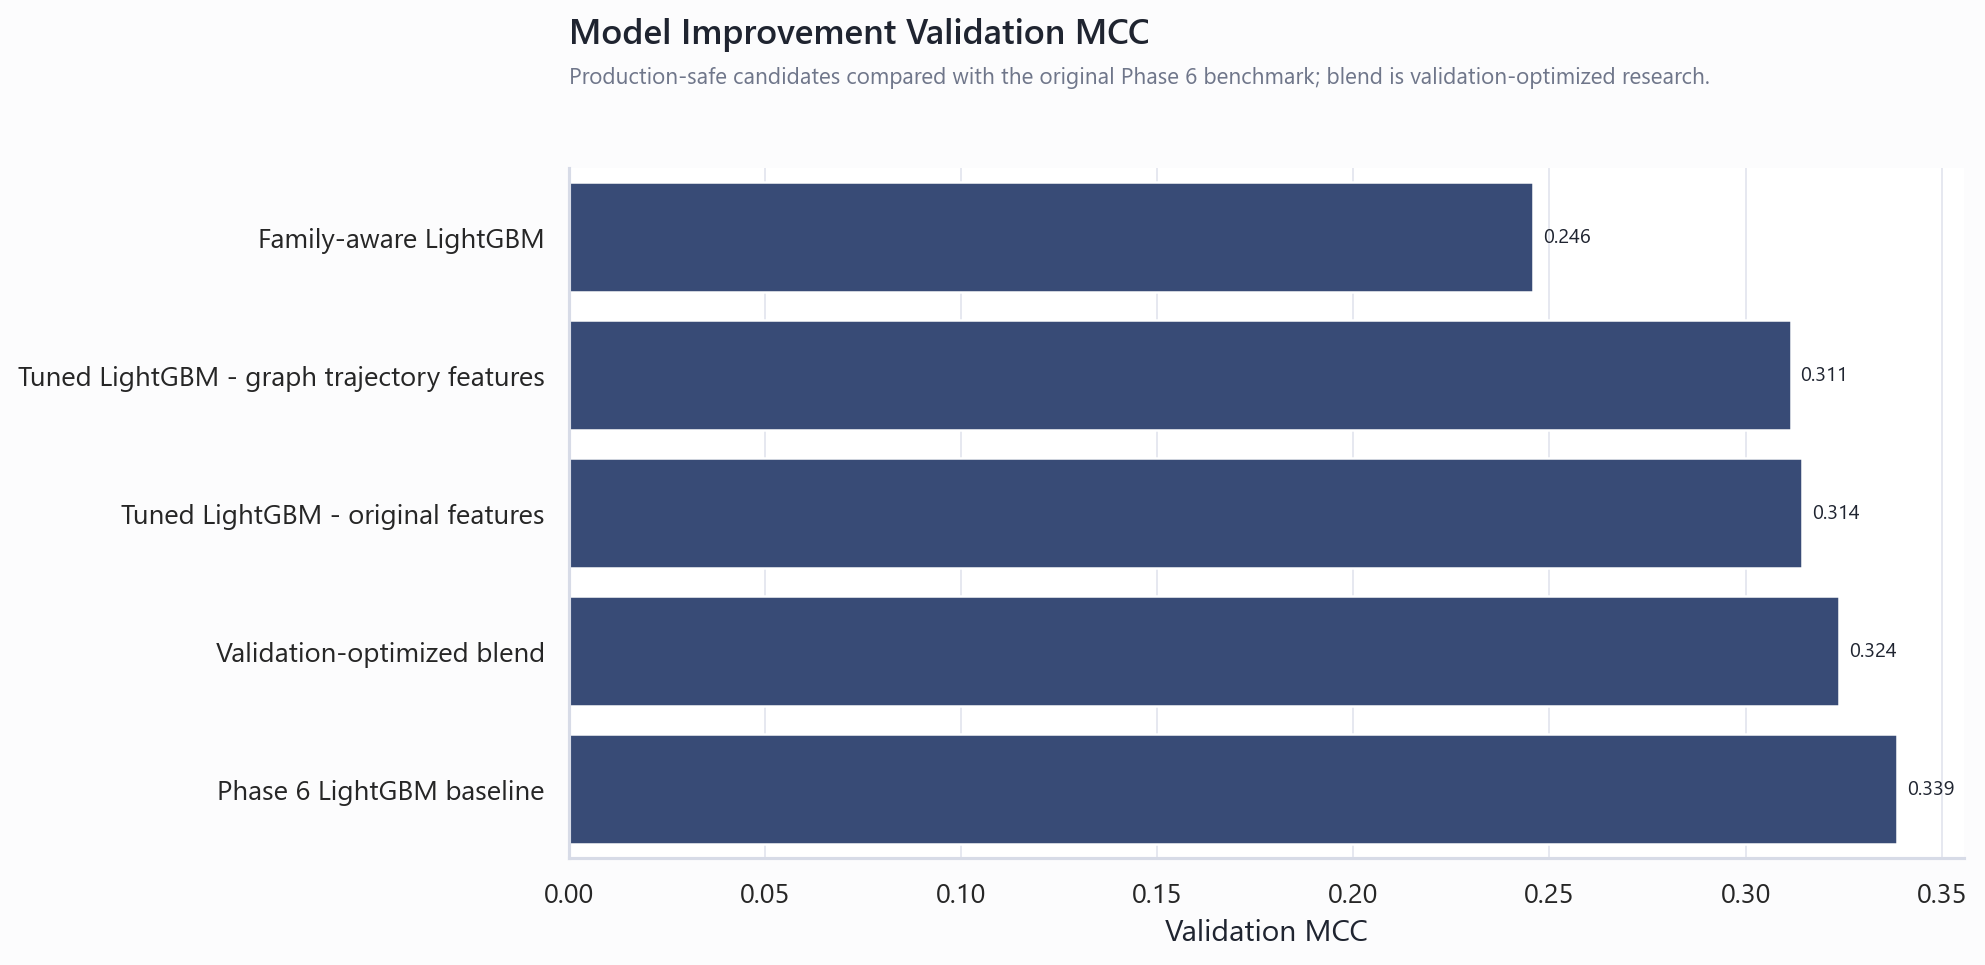 Model Improvement Validation MCC
Production-safe candidates compared with the original Phase 6 benchmark; blend is validation-optimized research.
Family-aware LightGBM
0.246
Tuned LightGBM - graph trajectory features
0.311
Tuned LightGBM - original features
0.314
Validation-optimized blend
0.324
Phase 6 LightGBM baseline
0.339
0.00 0.05 0.10 0.15 0.20 0.25 0.30 0.35
Validation MCC